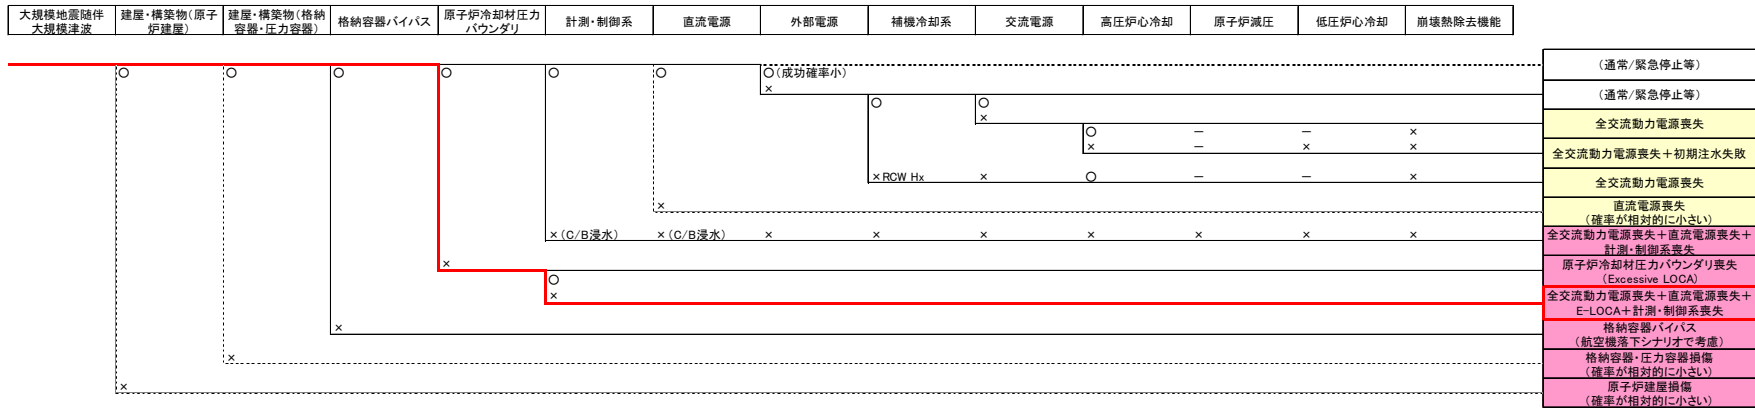 大規模地震随伴
大規模津波
建屋・構築物(原子
炉建屋)
建屋・構築物(格納
容器・圧力容器)
格納容器バイパス
原子炉冷却材圧力
バウンダリ
計測・制御系
直流電源
外部電源
補機冷却系
交流電源
高圧炉心冷却
原子炉減圧
低圧炉心冷却
崩壊熱除去機能
○ ○ ○ ○ ○ ○ ○(成功確率小)
(通常/緊急停止等)
×
(通常/緊急停止等)
○ ○
×
全交流動力電源喪失
○ － － ×
× － × ×
全交流動力電源喪失＋初期注水失敗
×RCW Hx × ○ － － ×
全交流動力電源喪失
×
直流電源喪失
(確率が相対的に小さい)
×(C/B浸水) ×(C/B浸水) × × × × × × ×
全交流動力電源喪失＋直流電源喪失＋
計測・制御系喪失
×
原子炉冷却材圧力バウンダリ喪失
(Excessive LOCA)
○
×
全交流動力電源喪失＋直流電源喪失＋
E-LOCA＋計測・制御系喪失
×
格納容器バイパス
(航空機落下シナリオで考慮)
×
格納容器・圧力容器損傷
(確率が相対的に小さい)
×
原子炉建屋損傷
(確率が相対的に小さい)